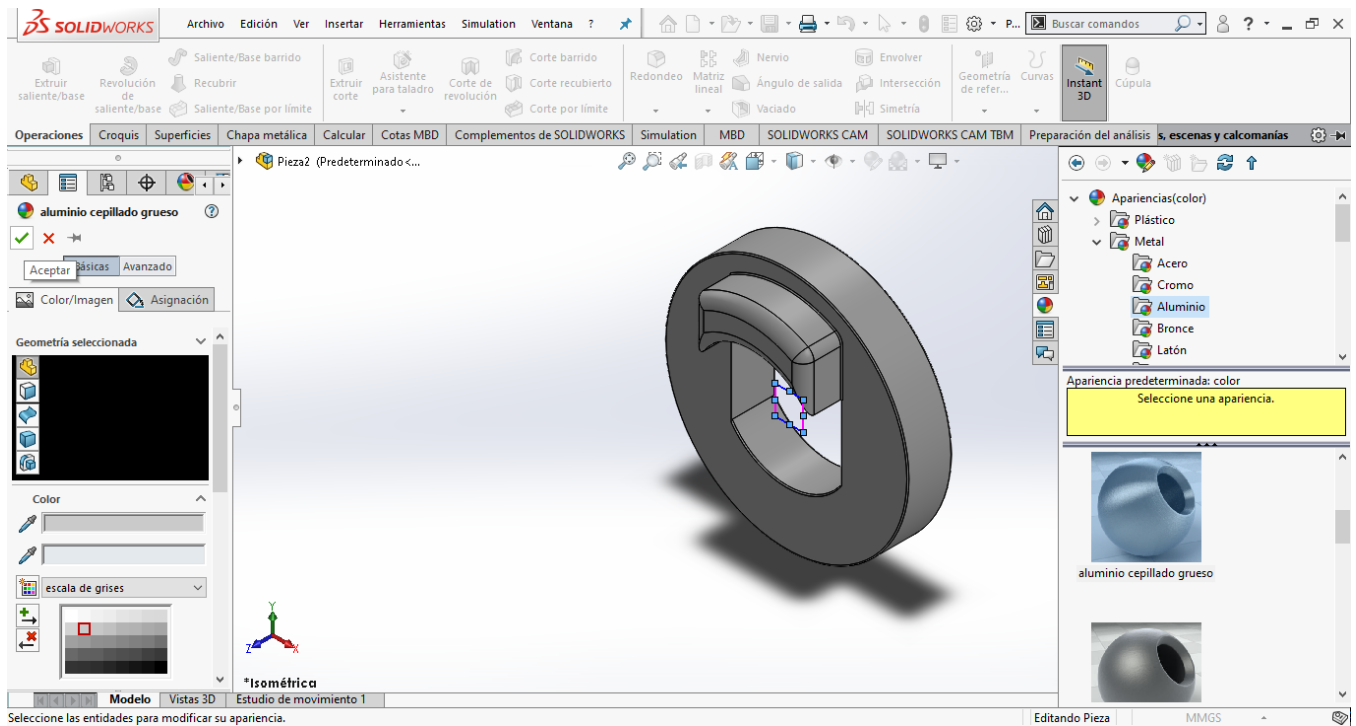 SOLIDWORKS Archivo Edición Ver Insertar Herramientas Simulation Ventana ? P... Buscar comandos ?
Extruir saliente/base
Revolución de saliente/base
Saliente/Base barrido
Recubrir
Saliente/Base por límite
Extruir corte
Asistente para taladro
Corte de revolución
Corte barrido
Corte recubierto
Corte por límite
Redondeo
Matriz lineal
Nervio
Ángulo de salida
Vaciado
Envolver
Intersección
Simetría
Geometría de refer...
Curvas
Instant 3D
Cúpula
Operaciones Croquis Superficies Chapa metálica Calcular Cotas MBD Complementos de SOLIDWORKS Simulation MBD SOLIDWORKS CAM SOLIDWORKS CAM TBM Preparación del análisis s, escenas y calcomanías
Pieza2 (Predeterminado<...
aluminio cepillado grueso ?
Aceptar
ásicas Avanzado
Color/Imagen Asignación
Geometría seleccionada
Color
escala de grises
Y
Z
X
*Isométrica
Apariencias(color)
Plástico
Metal
Acero
Cromo
Aluminio
Bronce
Latón
Apariencia predeterminada: color
Seleccione una apariencia.
aluminio cepillado grueso
Modelo Vistas 3D Estudio de movimiento 1
Seleccione las entidades para modificar su apariencia. Editando Pieza MMGS